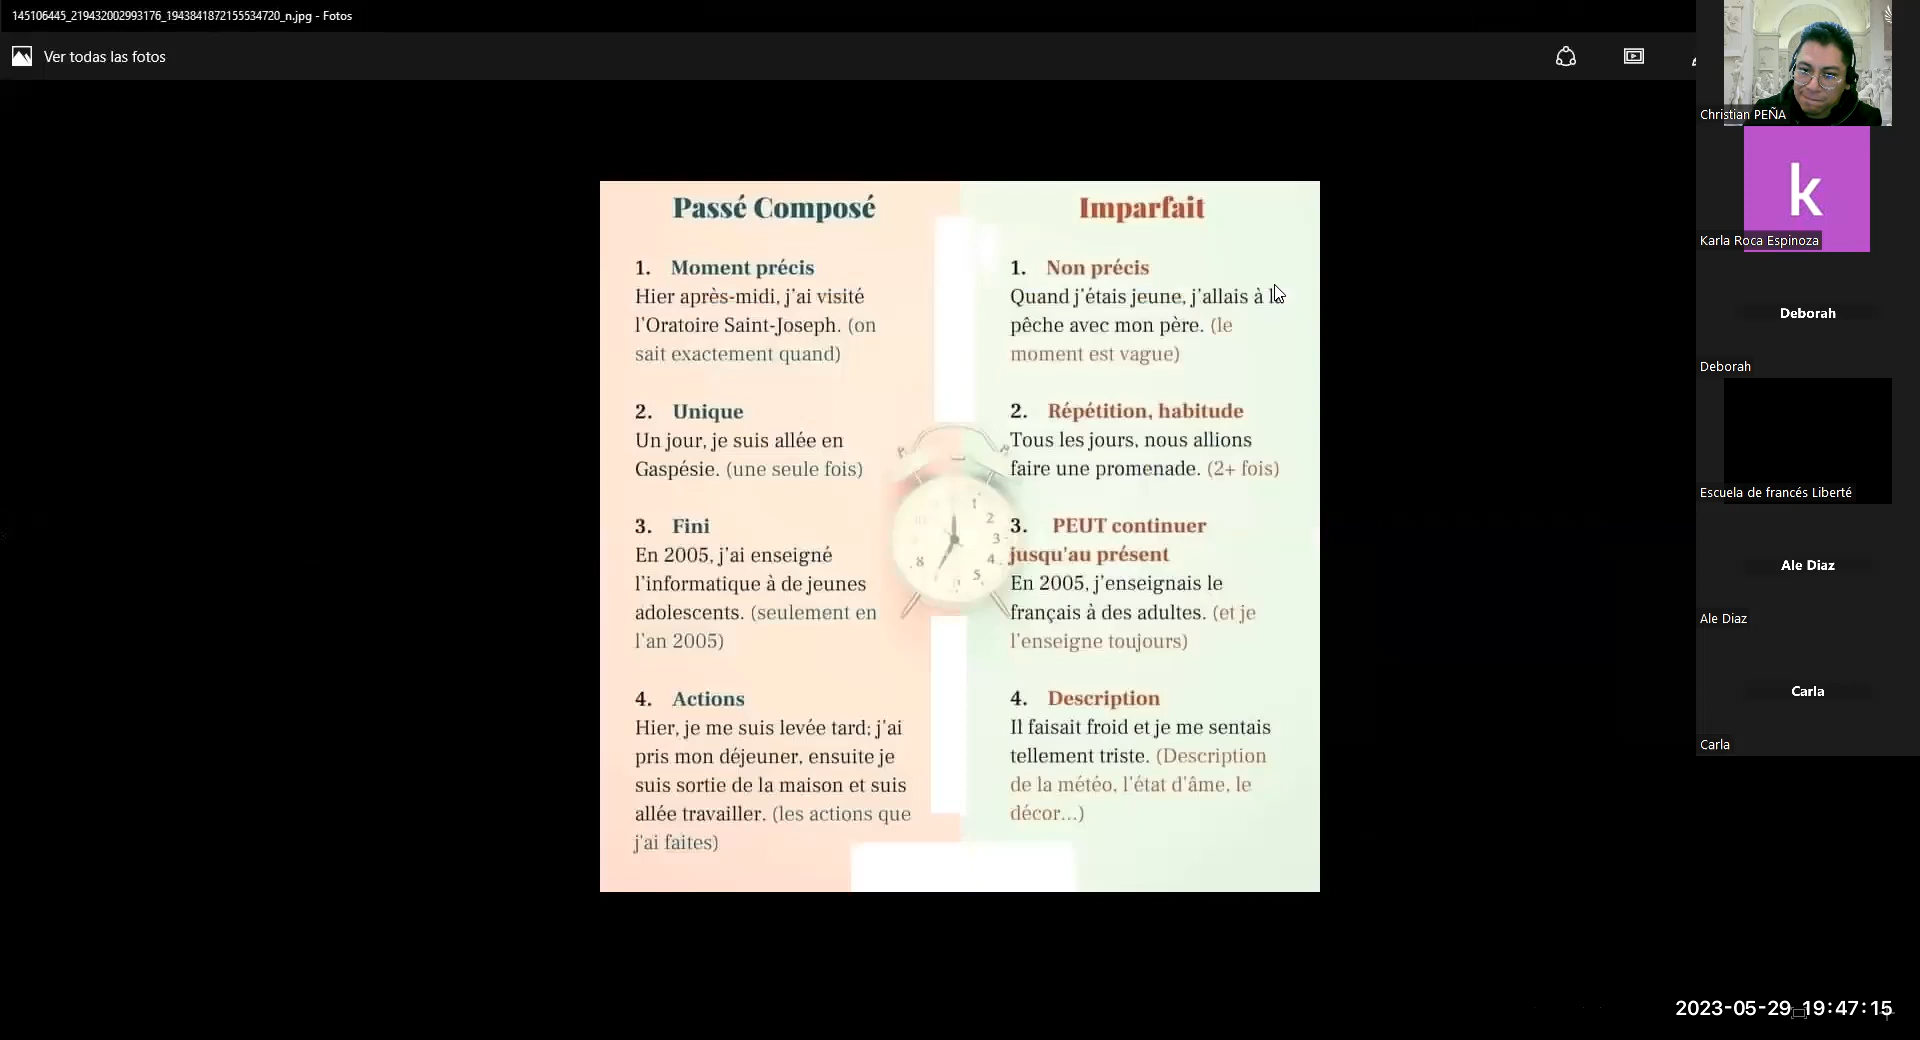 145106445_219432002993176_1943841872155534720_n.jpg - Fotos
Ver todas las fotos
Passé Composé
1. Moment précis
Hier après-midi, j'ai visité
l'Oratoire Saint-Joseph. (on
sait exactement quand)
2. Unique
Un jour, je suis allée en
Gaspésie. (une seule fois)
3. Fini
En 2005, j'ai enseigné
l'informatique à de jeunes
adolescents. (seulement en
l'an 2005)
4. Actions
Hier, je me suis levée tard; j'ai
pris mon déjeuner, ensuite je
suis sortie de la maison et suis
allée travailler. (les actions que
j'ai faites)
Imparfait
1. Non précis
Quand j'étais jeune, j'allais à
pêche avec mon père. (le
moment est vague)
2. Répétition, habitude
Tous les jours, nous allions
faire une promenade. (2+ fois)
3. PEUT continuer
jusqu'au présent
En 2005, j'enseignais le
français à des adultes. (et je
l'enseigne toujours)
4. Description
Il faisait froid et je me sentais
tellement triste. (Description
de la météo, l'état d'âme, le
décor...)
1
2
3
4
5
8
Christian PEÑA
k
Karla Roca Espinoza
Deborah
Deborah
Escuela de francés Liberté
Ale Diaz
Ale Diaz
Carla
Carla
2023-05-29 19:47:15